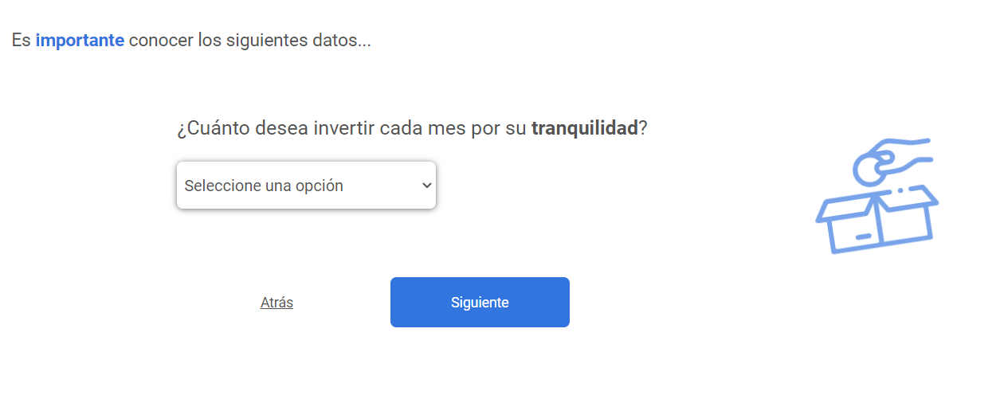 Es importante conocer los siguientes datos...
¿Cuánto desea invertir cada mes por su tranquilidad?
Seleccione una opción
Atrás
Siguiente